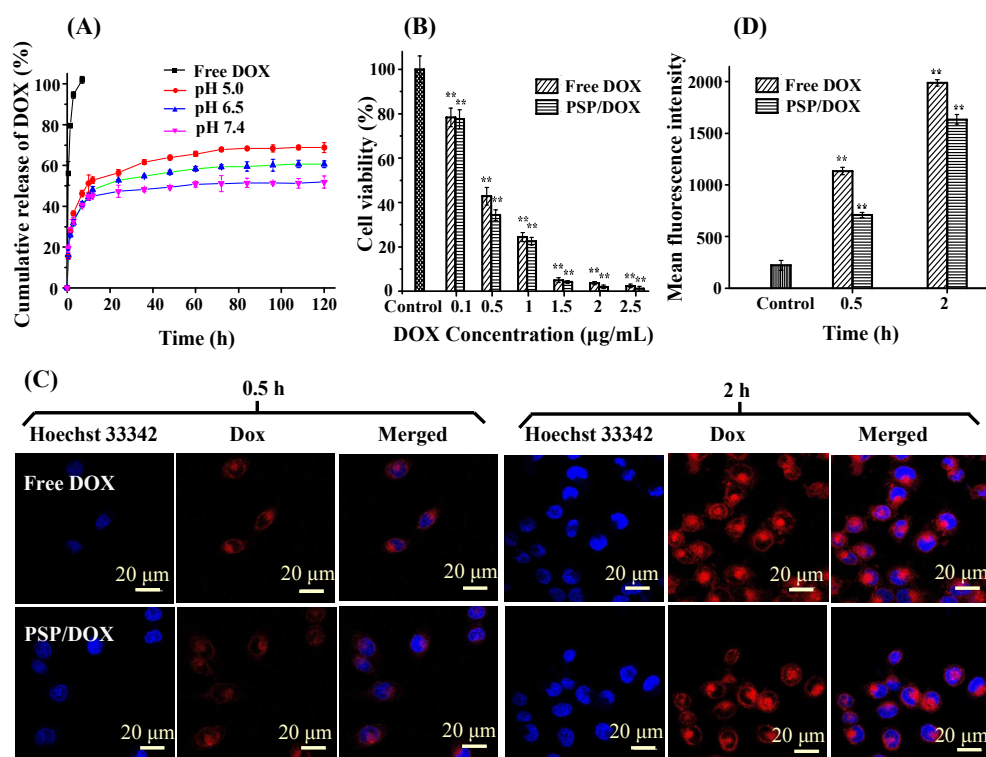 (A)
Cumulative release of DOX (%)
100
80
60
40
20
0
Free DOX
pH 5.0
pH 6.5
pH 7.4
0 20 40 60 80 100 120
Time (h)
(B)
Cell viability (%)
100
80
60
40
20
0
Free DOX
PSP/DOX
** **
** **
** **
** **
** **
** **
Control 0.1 0.5 1 1.5 2 2.5
DOX Concentration (μg/mL)
(D)
Mean fluorescence intensity
2000
1500
1000
500
0
Free DOX
PSP/DOX
** **
** **
Control 0.5 2
Time (h)
(C)
0.5 h 2 h
Hoechst 33342 Dox Merged Hoechst 33342 Dox Merged
Free DOX
20 μm 20 μm 20 μm 20 μm 20 μm 20 μm
PSP/DOX
20 μm 20 μm 20 μm 20 μm 20 μm 20 μm